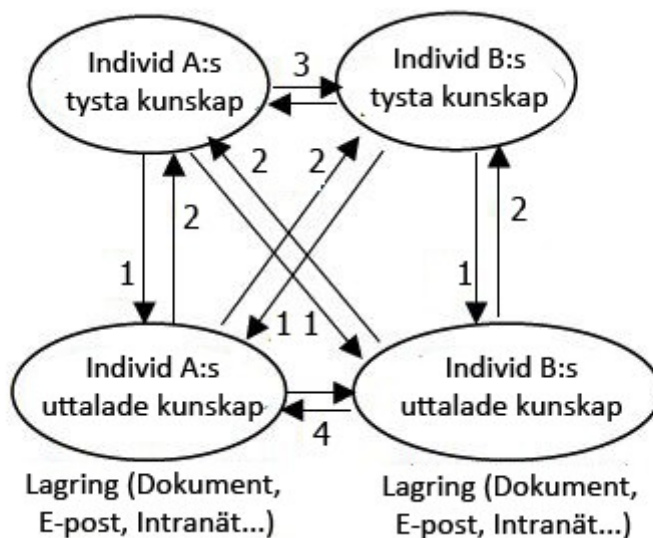 Individ A:s
tysta kunskap
3
Individ B:s
tysta kunskap
2
2
2
2
1
1 1
1
Individ A:s
uttalade kunskap
Individ B:s
uttalade kunskap
4
Lagring (Dokument,
E-post, Intranät...)
Lagring (Dokument,
E-post, Intranät...)